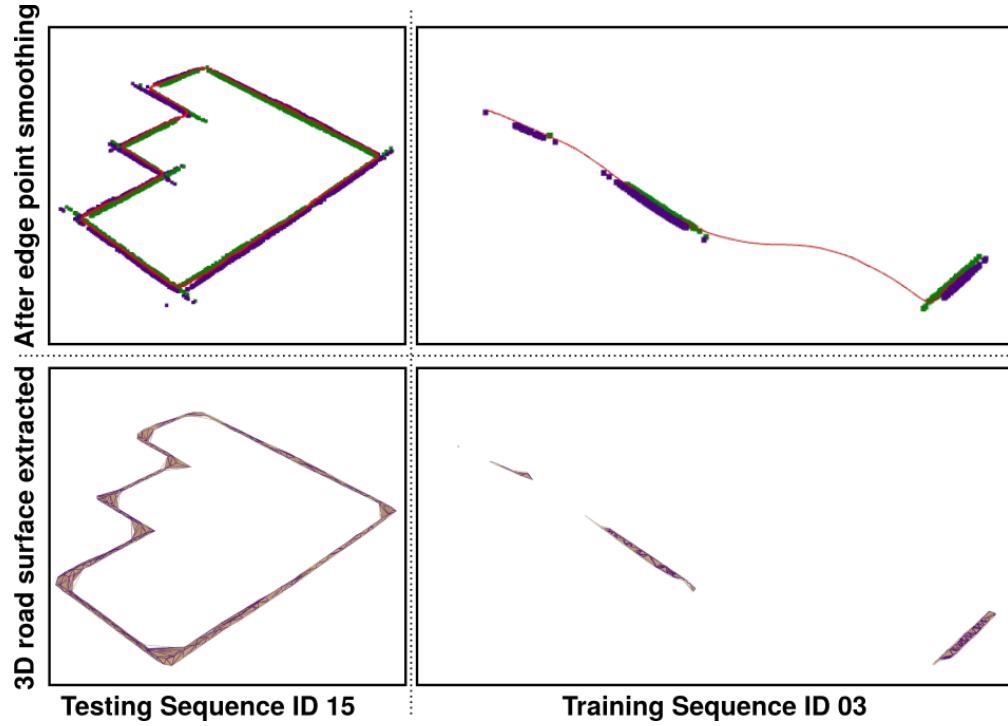 After edge point smoothing
3D road surface extracted
Testing Sequence ID 15
Training Sequence ID 03